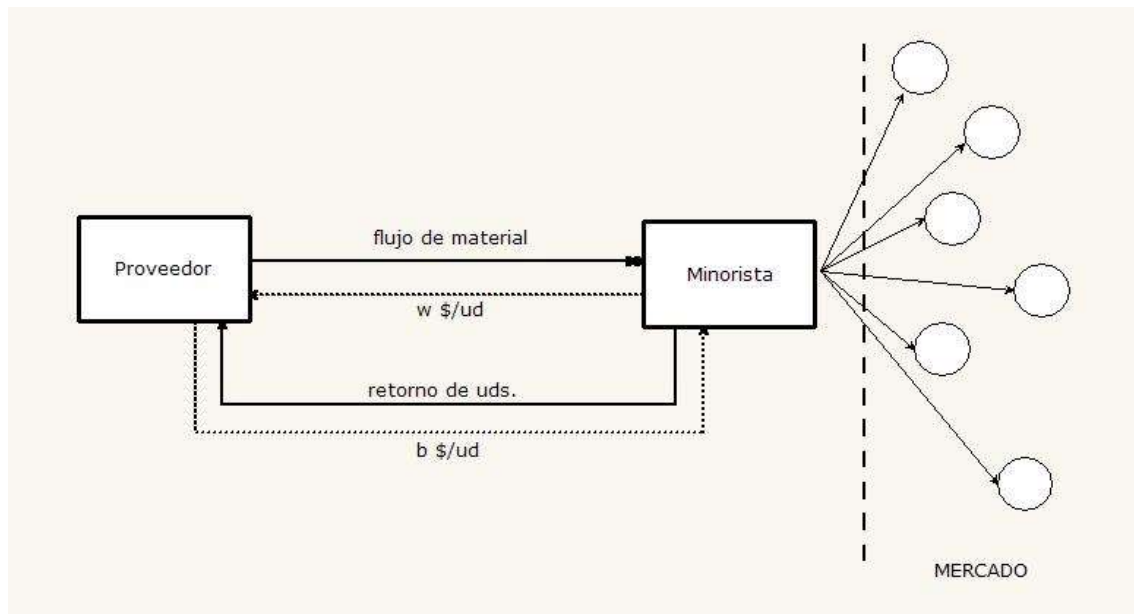 flujo de material
Proveedor
Minorista
w $/ud
retorno de uds.
b $/ud
MERCADO